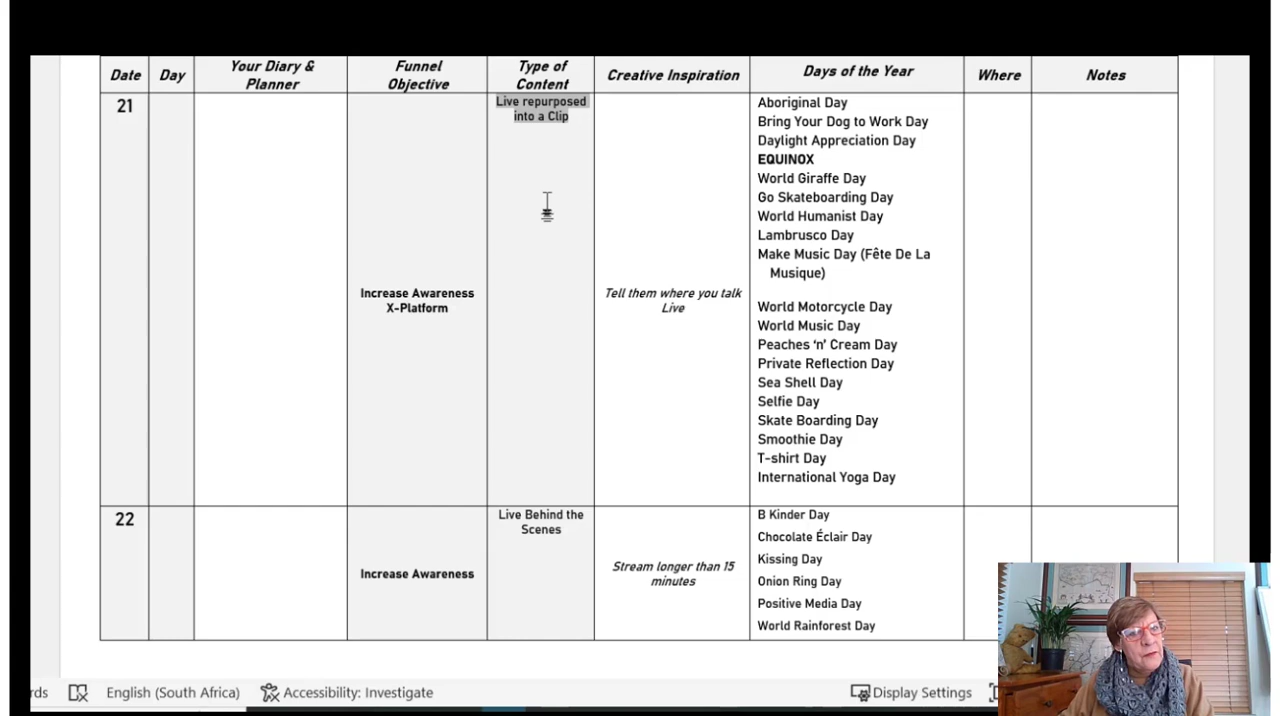 Date Day Your Diary & Planner Funnel Objective Type of Content Creative Inspiration Days of the Year Where Notes
21
Live repurposed
into a Clip
Increase Awareness
X-Platform
Tell them where you talk
Live
Aboriginal Day
Bring Your Dog to Work Day
Daylight Appreciation Day
EQUINOX
World Giraffe Day
Go Skateboarding Day
World Humanist Day
Lambrusco Day
Make Music Day (Fête De La
Musique)
World Motorcycle Day
World Music Day
Peaches ‘n’ Cream Day
Private Reflection Day
Sea Shell Day
Selfie Day
Skate Boarding Day
Smoothie Day
T-shirt Day
International Yoga Day
22
Increase Awareness
Live Behind the
Scenes
Stream longer than 15
minutes
B Kinder Day
Chocolate Éclair Day
Kissing Day
Onion Ring Day
Positive Media Day
World Rainforest Day
rds English (South Africa) Accessibility: Investigate Display Settings